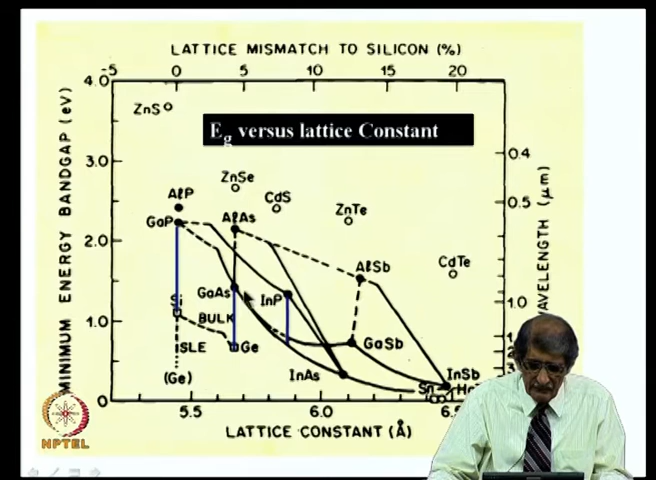 LATTICE MISMATCH TO SILICON (%)
-5 0 5 10 15 20
4.0
ZnS
Eg versus lattice Constant
3.0
0.4
ZnSe
AlP
CdS
0.5
GaP
AlAs
ZnTe
2.0
AlSb
CdTe
GaAs
InP
Si
1.0
1.0
BULK
SLE
Ge
GaSb
InAs
(Ge)
InSb
Sn
0
5.5 6.0
MINIMUM ENERGY BANDGAP (eV)
WAVELENGTH (μm)
LATTICE CONSTANT (Å)
NPTEL